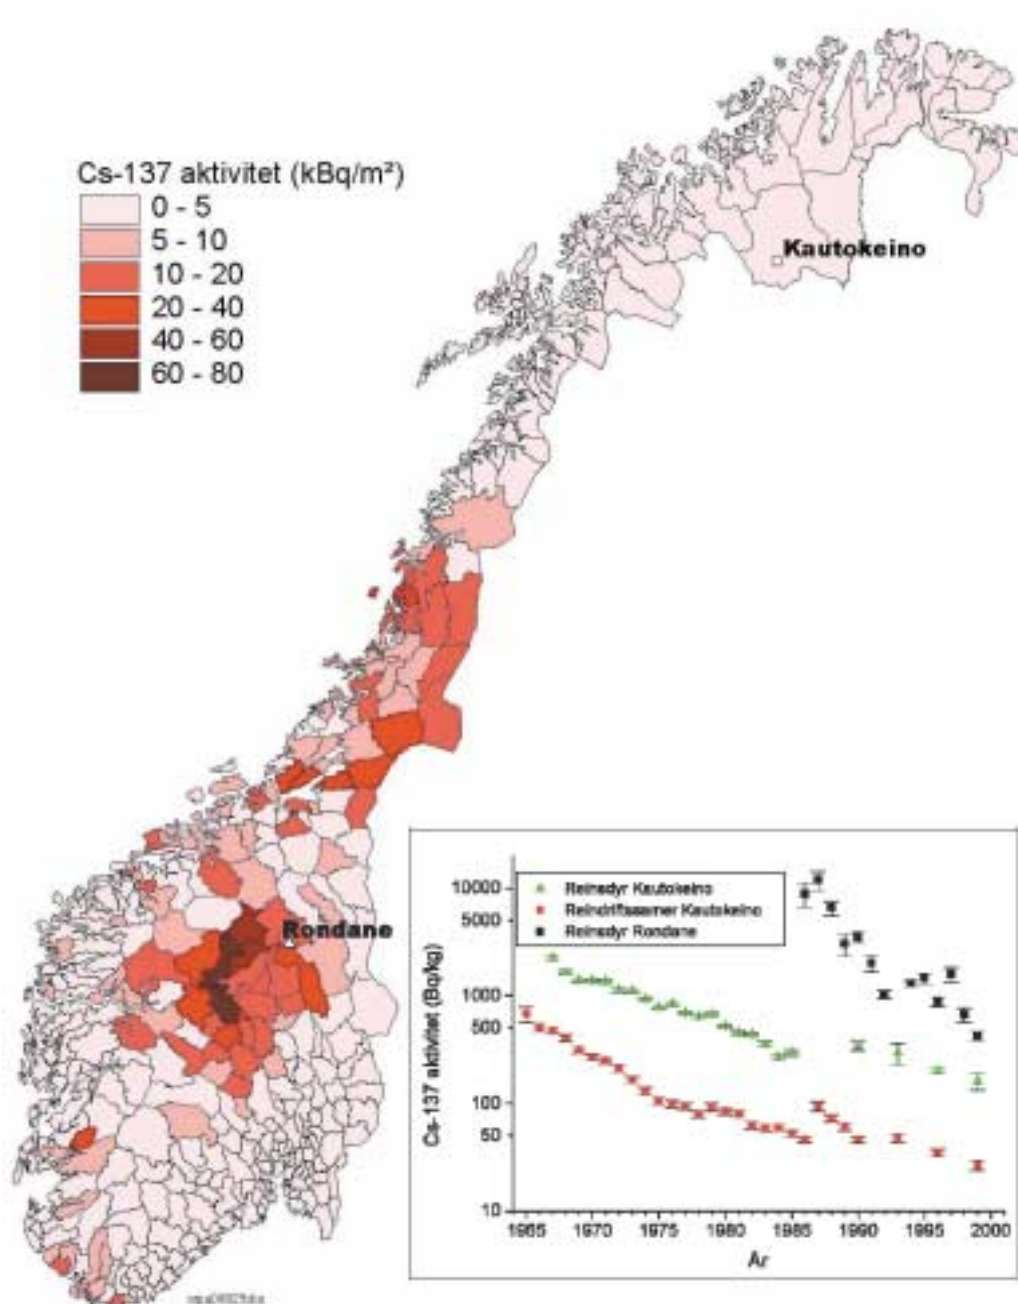 Cs-137 aktivitet (kBq/m²)
0 - 5
5 - 10
10 - 20
20 - 40
40 - 60
60 - 80
Kautokeino
Rondane
Reinsdyr Kautokeino
Reindriftssamer Kautokeino
Reinsdyr Rondane
Cs-137 aktivitet (Bq/kg)
10000
5000
1000
500
100
50
10
1965 1970 1975 1980 1985 1990 1995 2000
År